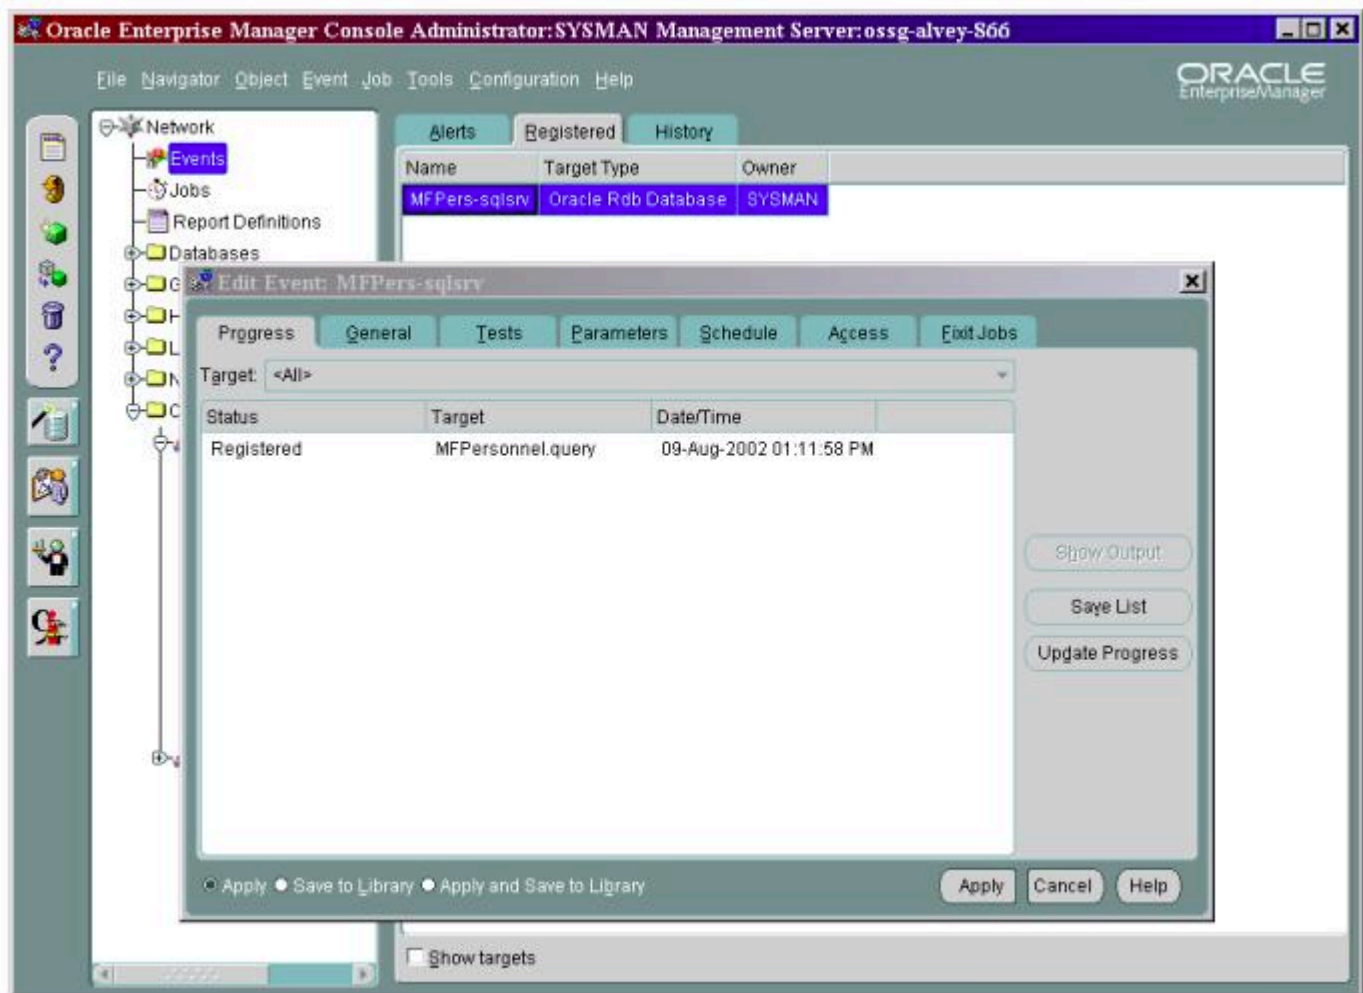 Oracle Enterprise Manager Console Administrator:SYSMAN Management Server:ossg-alvey-866
File Navigator Object Event Job Tools Configuration Help
ORACLE
EnterpriseManager
Network
Events
Jobs
Report Definitions
Databases
G
H
L
N
O
Alerts Registered History
Name Target Type Owner
MFPers-sqlsrv Oracle Rdb Database SYSMAN
Edit Event: MFPers-sqlsrv
Progress General Tests Parameters Schedule Access Fixit Jobs
Target: <All>
Status Target Date/Time
Registered MFPersonnel.query 09-Aug-2002 01:11:58 PM
Show Output
Save List
Update Progress
Apply Save to Library Apply and Save to Library
Apply Cancel Help
Show targets